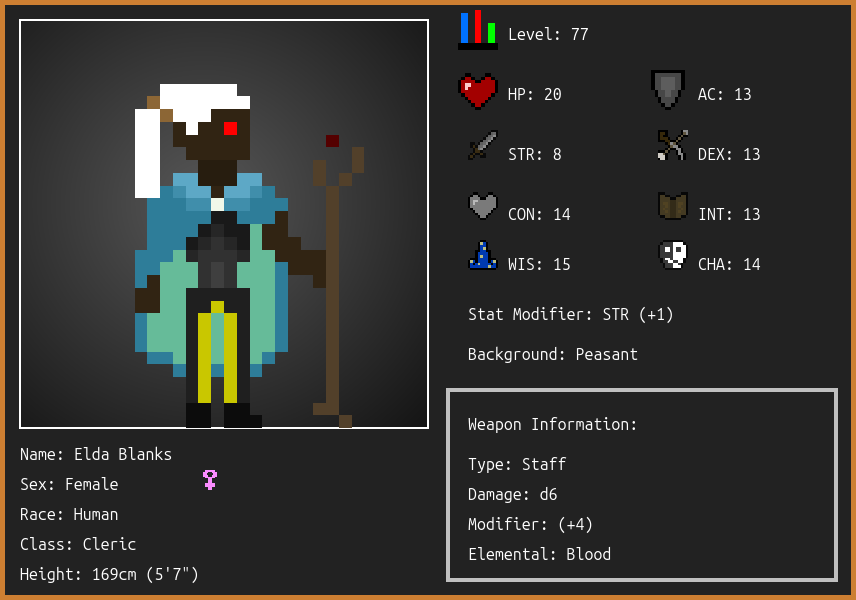 Level: 77
HP: 20
AC: 13
STR: 8
DEX: 13
CON: 14
INT: 13
WIS: 15
CHA: 14
Stat Modifier: STR (+1)
Background: Peasant
Weapon Information:
Type: Staff
Damage: d6
Modifier: (+4)
Elemental: Blood
Name: Elda Blanks
Sex: Female
Race: Human
Class: Cleric
Height: 169cm (5'7")